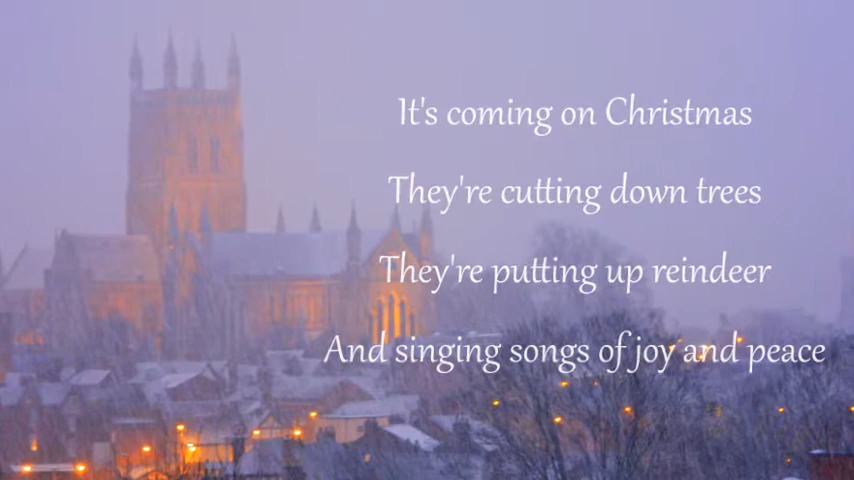 It's coming on Christmas
They're cutting down trees
They're putting up reindeer
And singing songs of joy and peace